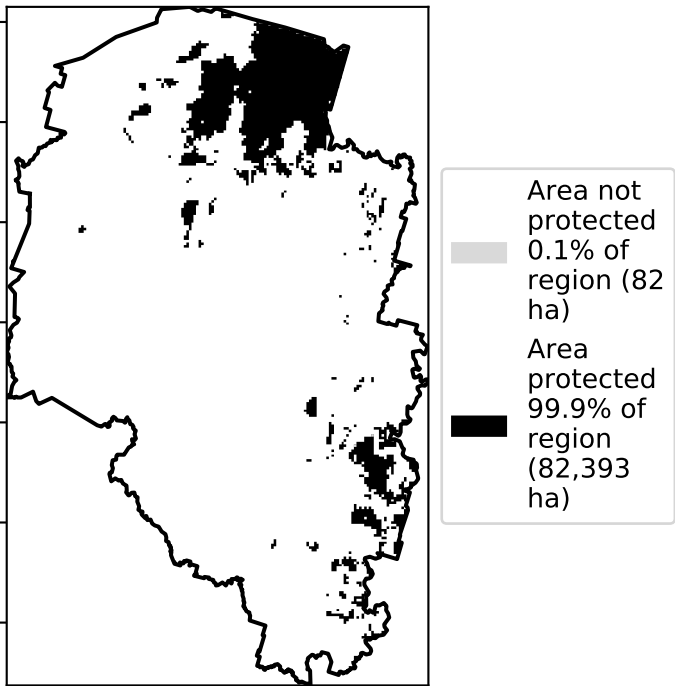 Area not
protected
0.1% of
region (82
ha)
Area
protected
99.9% of
region
(82,393
ha)